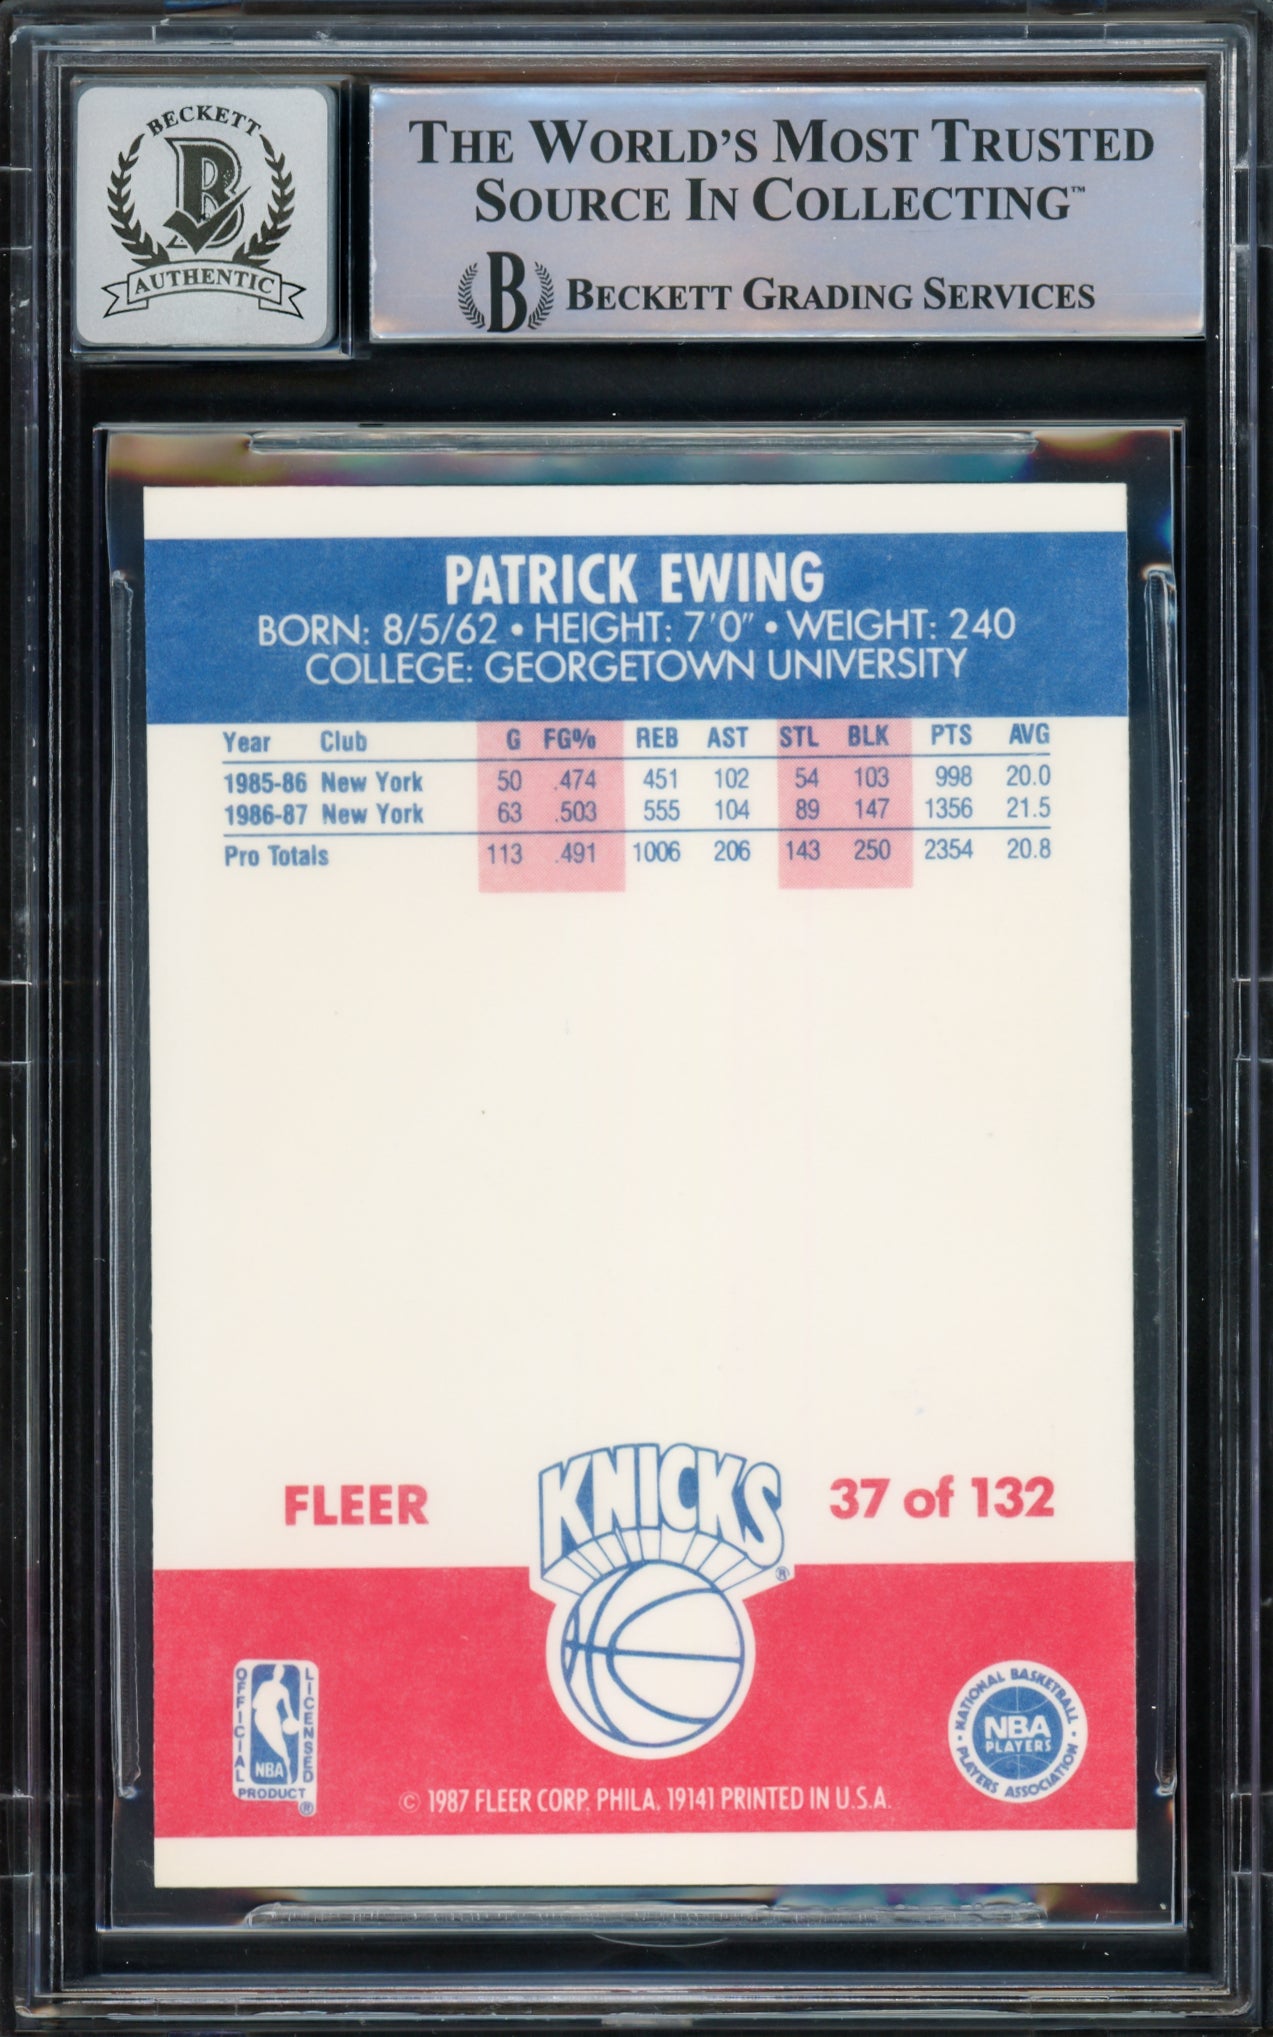 BECKETT
B
AUTHENTIC
THE WORLD'S MOST TRUSTED
SOURCE IN COLLECTING™
B BECKETT GRADING SERVICES
PATRICK EWING
BORN: 8/5/62 • HEIGHT: 7'0" • WEIGHT: 240
COLLEGE: GEORGETOWN UNIVERSITY
Year Club G FG% REB AST STL BLK PTS AVG
1985-86 New York 50 .474 451 102 54 103 998 20.0
1986-87 New York 63 .503 555 104 89 147 1356 21.5
Pro Totals 113 .491 1006 206 143 250 2354 20.8
FLEER
KNICKS
®
37 of 132
OFFICIAL
LICENSED
NBA
PRODUCT
®
NATIONAL BASKETBALL
NBA
PLAYERS
• PLAYERS ASSOCIATION •
© 1987 FLEER CORP. PHILA. 19141 PRINTED IN U.S.A.